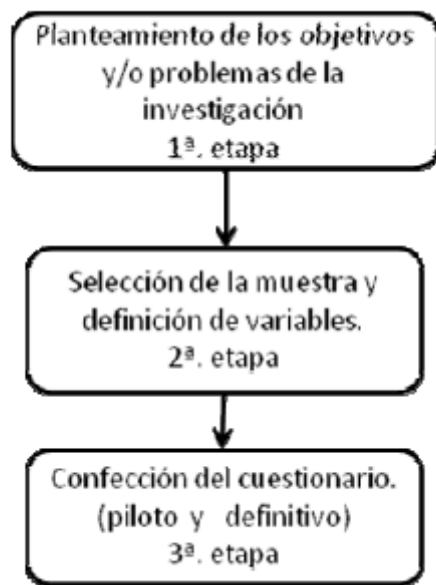 Planteamiento de los objetivos
y/o problemas de la
investigación
1ª. etapa
Selección de la muestra y
definición de variables.
2ª. etapa
Confección del cuestionario.
(piloto y definitivo)
3ª. etapa